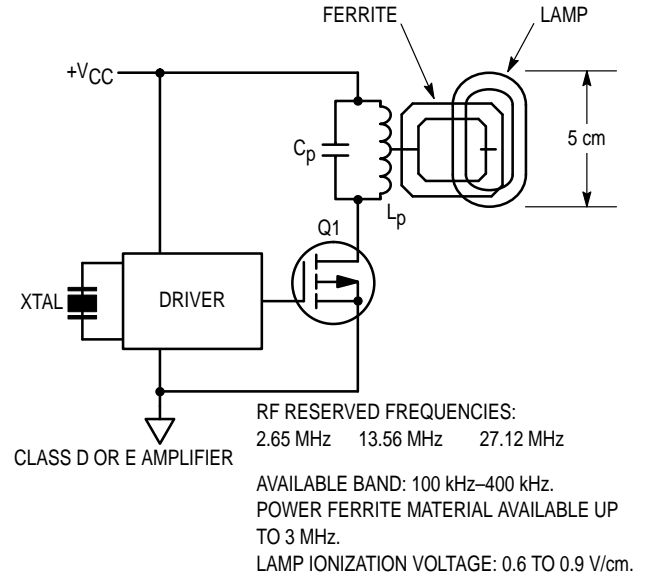 FERRITE
LAMP
+VCC
5 cm
Cp
Lp
Q1
XTAL
DRIVER
CLASS D OR E AMPLIFIER
RF RESERVED FREQUENCIES:
2.65 MHz 13.56 MHz 27.12 MHz
AVAILABLE BAND: 100 kHz–400 kHz.
POWER FERRITE MATERIAL AVAILABLE UP
TO 3 MHz.
LAMP IONIZATION VOLTAGE: 0.6 TO 0.9 V/cm.